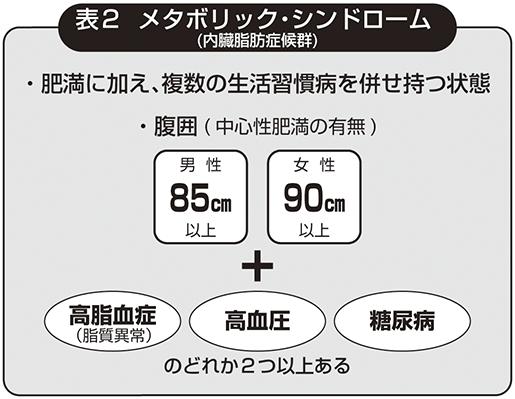 表2 メタボリック・シンドローム
(内臓脂肪症候群)
・肥満に加え、複数の生活習慣病を併せ持つ状態
・腹囲(中心性肥満の有無)
男性
85cm
以上
女性
90cm
以上
+
高脂血症
(脂質異常)
高血圧
糖尿病
のどれか2つ以上ある